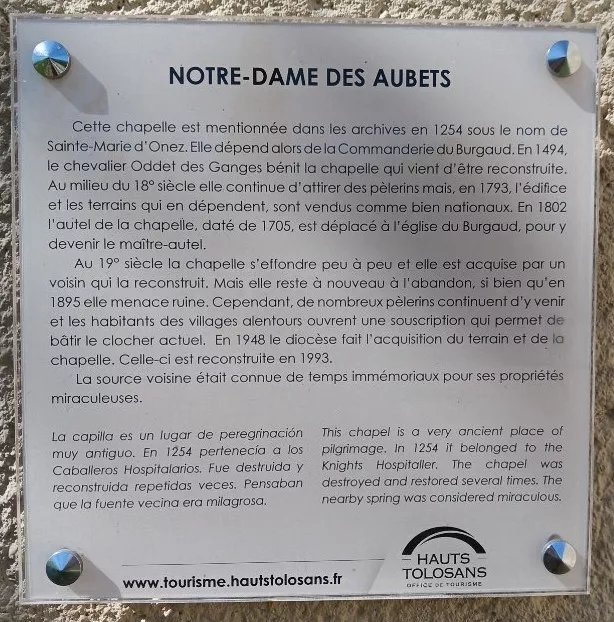 NOTRE-DAME DES AUBETS
Cette chapelle est mentionnée dans les archives en 1254 sous le nom de
Sainte-Marie d'Onez. Elle dépend alors de la Commanderie du Burgaud. En 1494,
le chevalier Oddet des Ganges bénit la chapelle qui vient d'être reconstruite.
Au milieu du 18° siècle elle continue d'attirer des pèlerins mais, en 1793, l'édifice
et les terrains qui en dépendent, sont vendus comme bien nationaux. En 1802
l'autel de la chapelle, daté de 1705, est déplacé à l'église du Burgaud, pour y
devenir le maître-autel.
Au 19° siècle la chapelle s'effondre peu à peu et elle est acquise par un
voisin qui la reconstruit. Mais elle reste à nouveau à l'abandon, si bien qu'en
1895 elle menace ruine. Cependant, de nombreux pèlerins continuent d'y venir
et les habitants des villages alentours ouvrent une souscription qui permet de
bâtir le clocher actuel. En 1948 le diocèse fait l'acquisition du terrain et de la
chapelle. Celle-ci est reconstruite en 1993.
La source voisine était connue de temps immémoriaux pour ses propriétés
miraculeuses.
La capilla es un lugar de peregrinación
muy antiguo. En 1254 pertenecía a los
Caballeros Hospitalarios. Fue destruida y
reconstruida repetidas veces. Pensaban
que la fuente vecina era milagrosa.
This chapel is a very ancient place of
pilgrimage. In 1254 it belonged to the
Knights Hospitaller. The chapel was
destroyed and restored several times. The
nearby spring was considered miraculous.
www.tourisme.hautstolosans.fr
HAUTS
TOLOSANS
OFFICE DE TOURISME